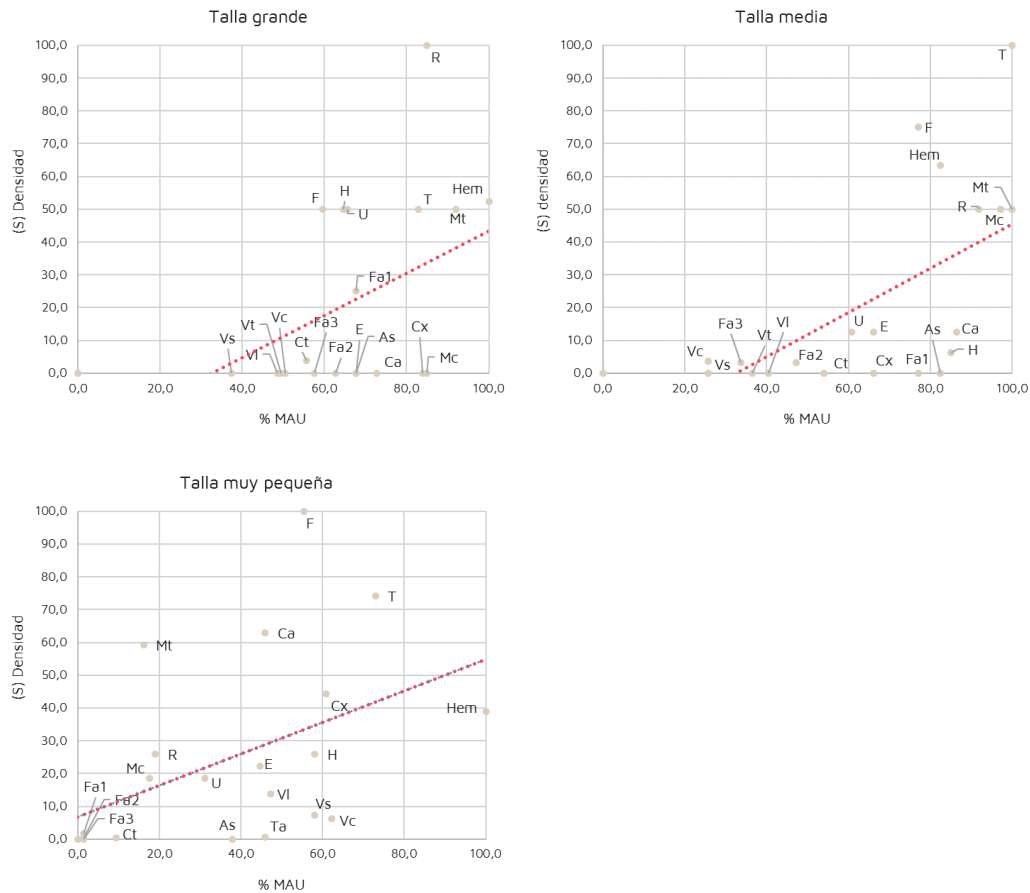 Talla grande
100,0
90,0
80,0
70,0
60,0
50,0
40,0
30,0
20,0
10,0
0,0
(S) Densidad
R
Hem
F
H
U
T
Mt
Fa1
Vs
Vt
Vc
Vl
Ct
Fa3
Fa2
E
As
Ca
Cx
Mc
0,0 20,0 40,0 60,0 80,0 100,0
% MAU
Talla media
100,0
90,0
80,0
70,0
60,0
50,0
40,0
30,0
20,0
10,0
0,0
(S) densidad
T
F
Hem
Mt
R
Mc
Fa3
Vt
Vl
U
E
As
Ca
Vc
Vs
Fa2
Ct
Cx
Fa1
H
0,0 20,0 40,0 60,0 80,0 100,0
% MAU
Talla muy pequeña
100,0
90,0
80,0
70,0
60,0
50,0
40,0
30,0
20,0
10,0
0,0
(S) Densidad
F
T
Mt
Ca
Cx
Hem
R
H
Mc
E
U
Fa1
Fa2
Fa3
Vl
Vs
Vc
Ct
As
Ta
0,0 20,0 40,0 60,0 80,0 100,0
% MAU